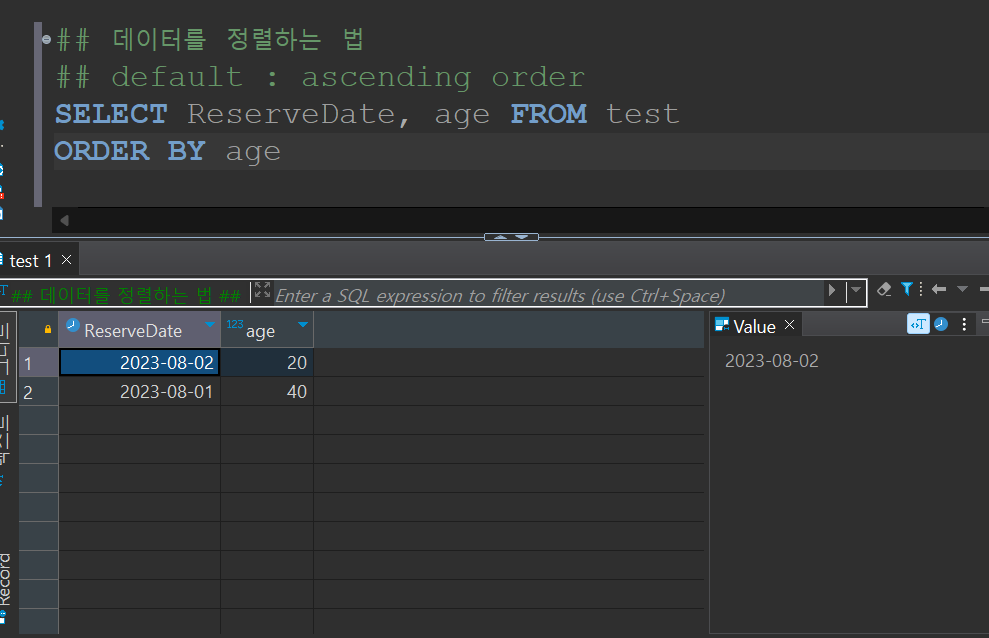 ## 데이터를 정렬하는 법
## default : ascending order
SELECT ReserveDate, age FROM test
ORDER BY age
test 1
## 데이터를 정렬하는 법 ##
Enter a SQL expression to filter results (use Ctrl+Space)
ReserveDate 123 age
1 2023-08-02 20
2 2023-08-01 40
Value
2023-08-02
Record